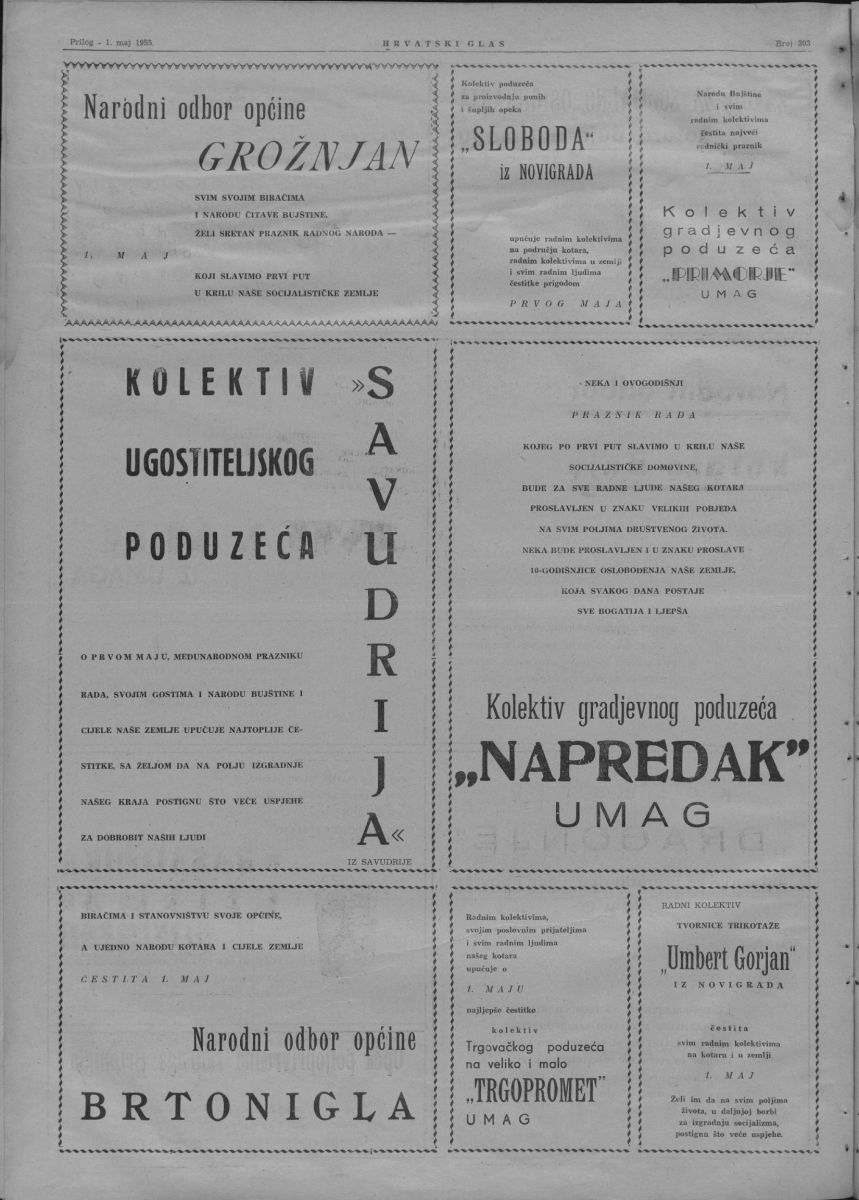 Prilog - 1. maj 1955.
HRVATSKI GLAS
Broj 203
Narodni odbor općine
GROŽNJAN
SVIM SVOJIM BIRAČIMA
I NARODU ČITAVE BUJŠTINE,
ŽELI SRETAN PRAZNIK RADNOG NARODA —
1. MAJ
KOJI SLAVIMO PRVI PUT
U KRILU NAŠE SOCIJALISTIČKE ZEMLJE
Kolektiv poduzeća
za proizvodnju punih
i šupljih opeka
„SLOBODA“
iz NOVIGRADA
upućuje radnim kolektivima
na području kotara,
radnim kolektivima u zemlji
i svim radnim ljudima
čestitke prigodom
PRVOG MAJA
Narodu Bujštine
i svim
radnim kolektivima
čestita najveći
radnički praznik
1. MAJ
Kolektiv
gradjevnog
poduzeća
„PRIMORJE”
UMAG
KOLEKTIV
UGOSTITELJSKOG
PODUZEĆA
»SAVUDRIJA«
IZ SAVUDRIJE
O PRVOM MAJU, MEĐUNARODNOM PRAZNIKU
RADA, SVOJIM GOSTIMA I NARODU BUJŠTINE I
CIJELE NAŠE ZEMLJE UPUĆUJE NAJTOPLIJE ČE-
STITKE, SA ŽELJOM DA NA POLJU IZGRADNJE
NAŠEG KRAJA POSTIGNU ŠTO VEĆE USPJEHE
ZA DOBROBIT NAŠIH LJUDI
NEKA I OVOGODIŠNJI
PRAZNIK RADA
KOJEG PO PRVI PUT SLAVIMO U KRILU NAŠE
SOCIJALISTIČKE DOMOVINE,
BUDE ZA SVE RADNE LJUDE NAŠEG KOTARA
PROSLAVLJEN U ZNAKU VELIKIH POBJEDA
NA SVIM POLJIMA DRUŠTVENOG ŽIVOTA.
NEKA BUDE PROSLAVLJEN I U ZNAKU PROSLAVE
10-GODIŠNJICE OSLOBOĐENJA NAŠE ZEMLJE,
KOJA SVAKOG DANA POSTAJE
SVE BOGATIJA I LJEPŠA
Kolektiv gradjevnog poduzeća
„NAPREDAK”
UMAG
BIRAČIMA I STANOVNIŠTVU SVOJE OPĆINE,
A UJEDNO NARODU KOTARA I CIJELE ZEMLJE
ČESTITA 1. MAJ
Narodni odbor općine
BRTONIGLA
Radnim kolektivima,
svojim poslovnim prijateljima
i svim radnim ljudima
našeg kotara
upućuje o
1. MAJU
najljepše čestitke
kolektiv
Trgovačkog poduzeća
na veliko i malo
„TRGOPROMET”
UMAG
RADNI KOLEKTIV
TVORNICE TRIKOTAŽE
„Umbert Gorjan“
IZ NOVIGRADA
čestita
svim radnim kolektivima
na kotaru i u zemlji
1. MAJ
Želi im da na svim poljima
života, u daljnjoj borbi
za izgradnju socijalizma,
postignu što veće uspjehe.